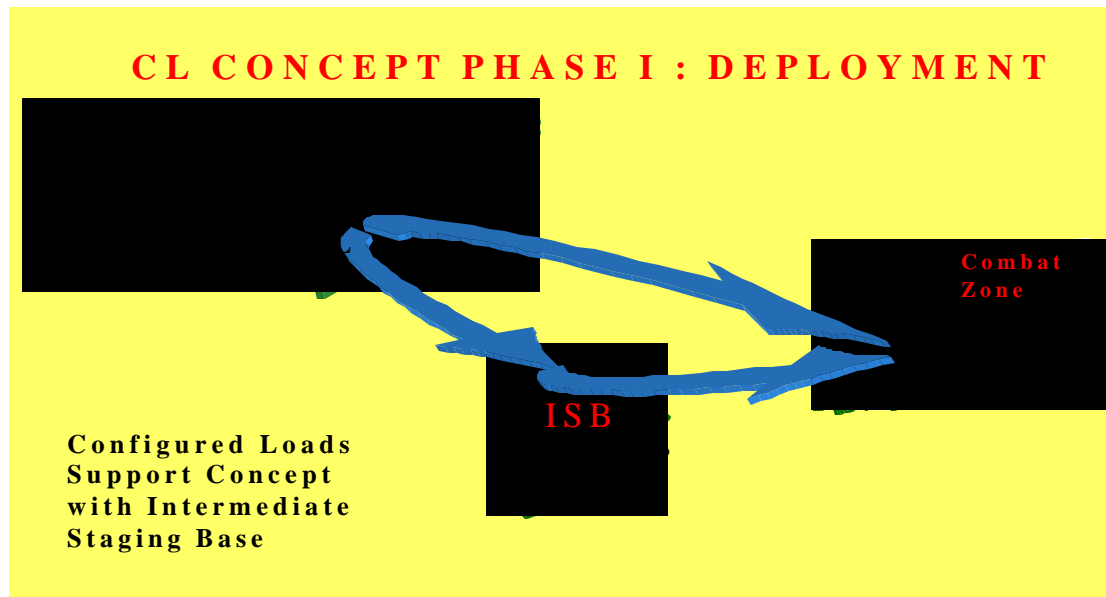 CL CONCEPT PHASE I : DEPLOYMENT
Combat
Zone
ISB
Configured Loads
Support Concept
with Intermediate
Staging Base